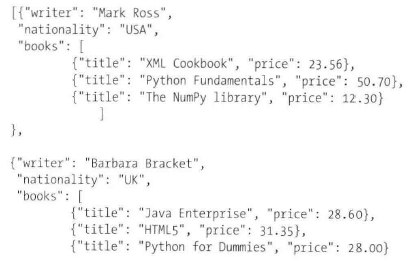 [{"writer": "Mark Ross",
"nationality": "USA",
"books": [
{"title": "XML Cookbook", "price": 23.56},
{"title": "Python Fundamentals", "price": 50.70},
{"title": "The NumPy library", "price": 12.30}
]
},
{"writer": "Barbara Bracket",
"nationality": "UK",
"books": [
{"title": "Java Enterprise", "price": 28.60},
{"title": "HTML5", "price": 31.35},
{"title": "Python for Dummies", "price": 28.00}